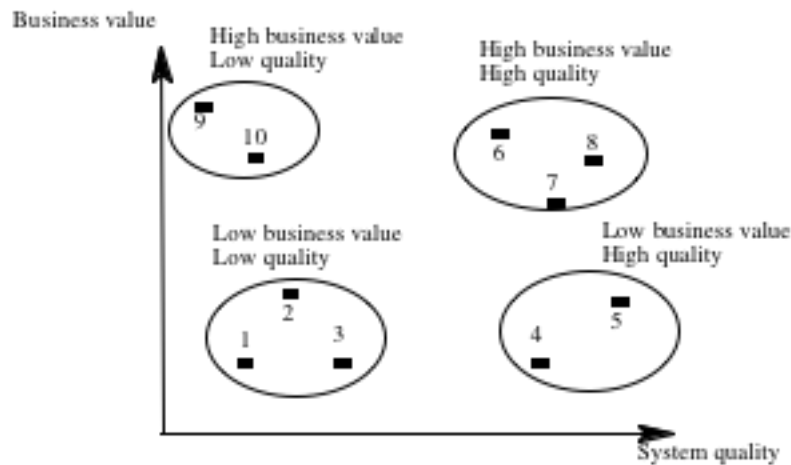 Business value
High business value
Low quality
High business value
High quality
9
10
6
8
7
Low business value
Low quality
Low business value
High quality
2
1
3
5
4
System quality